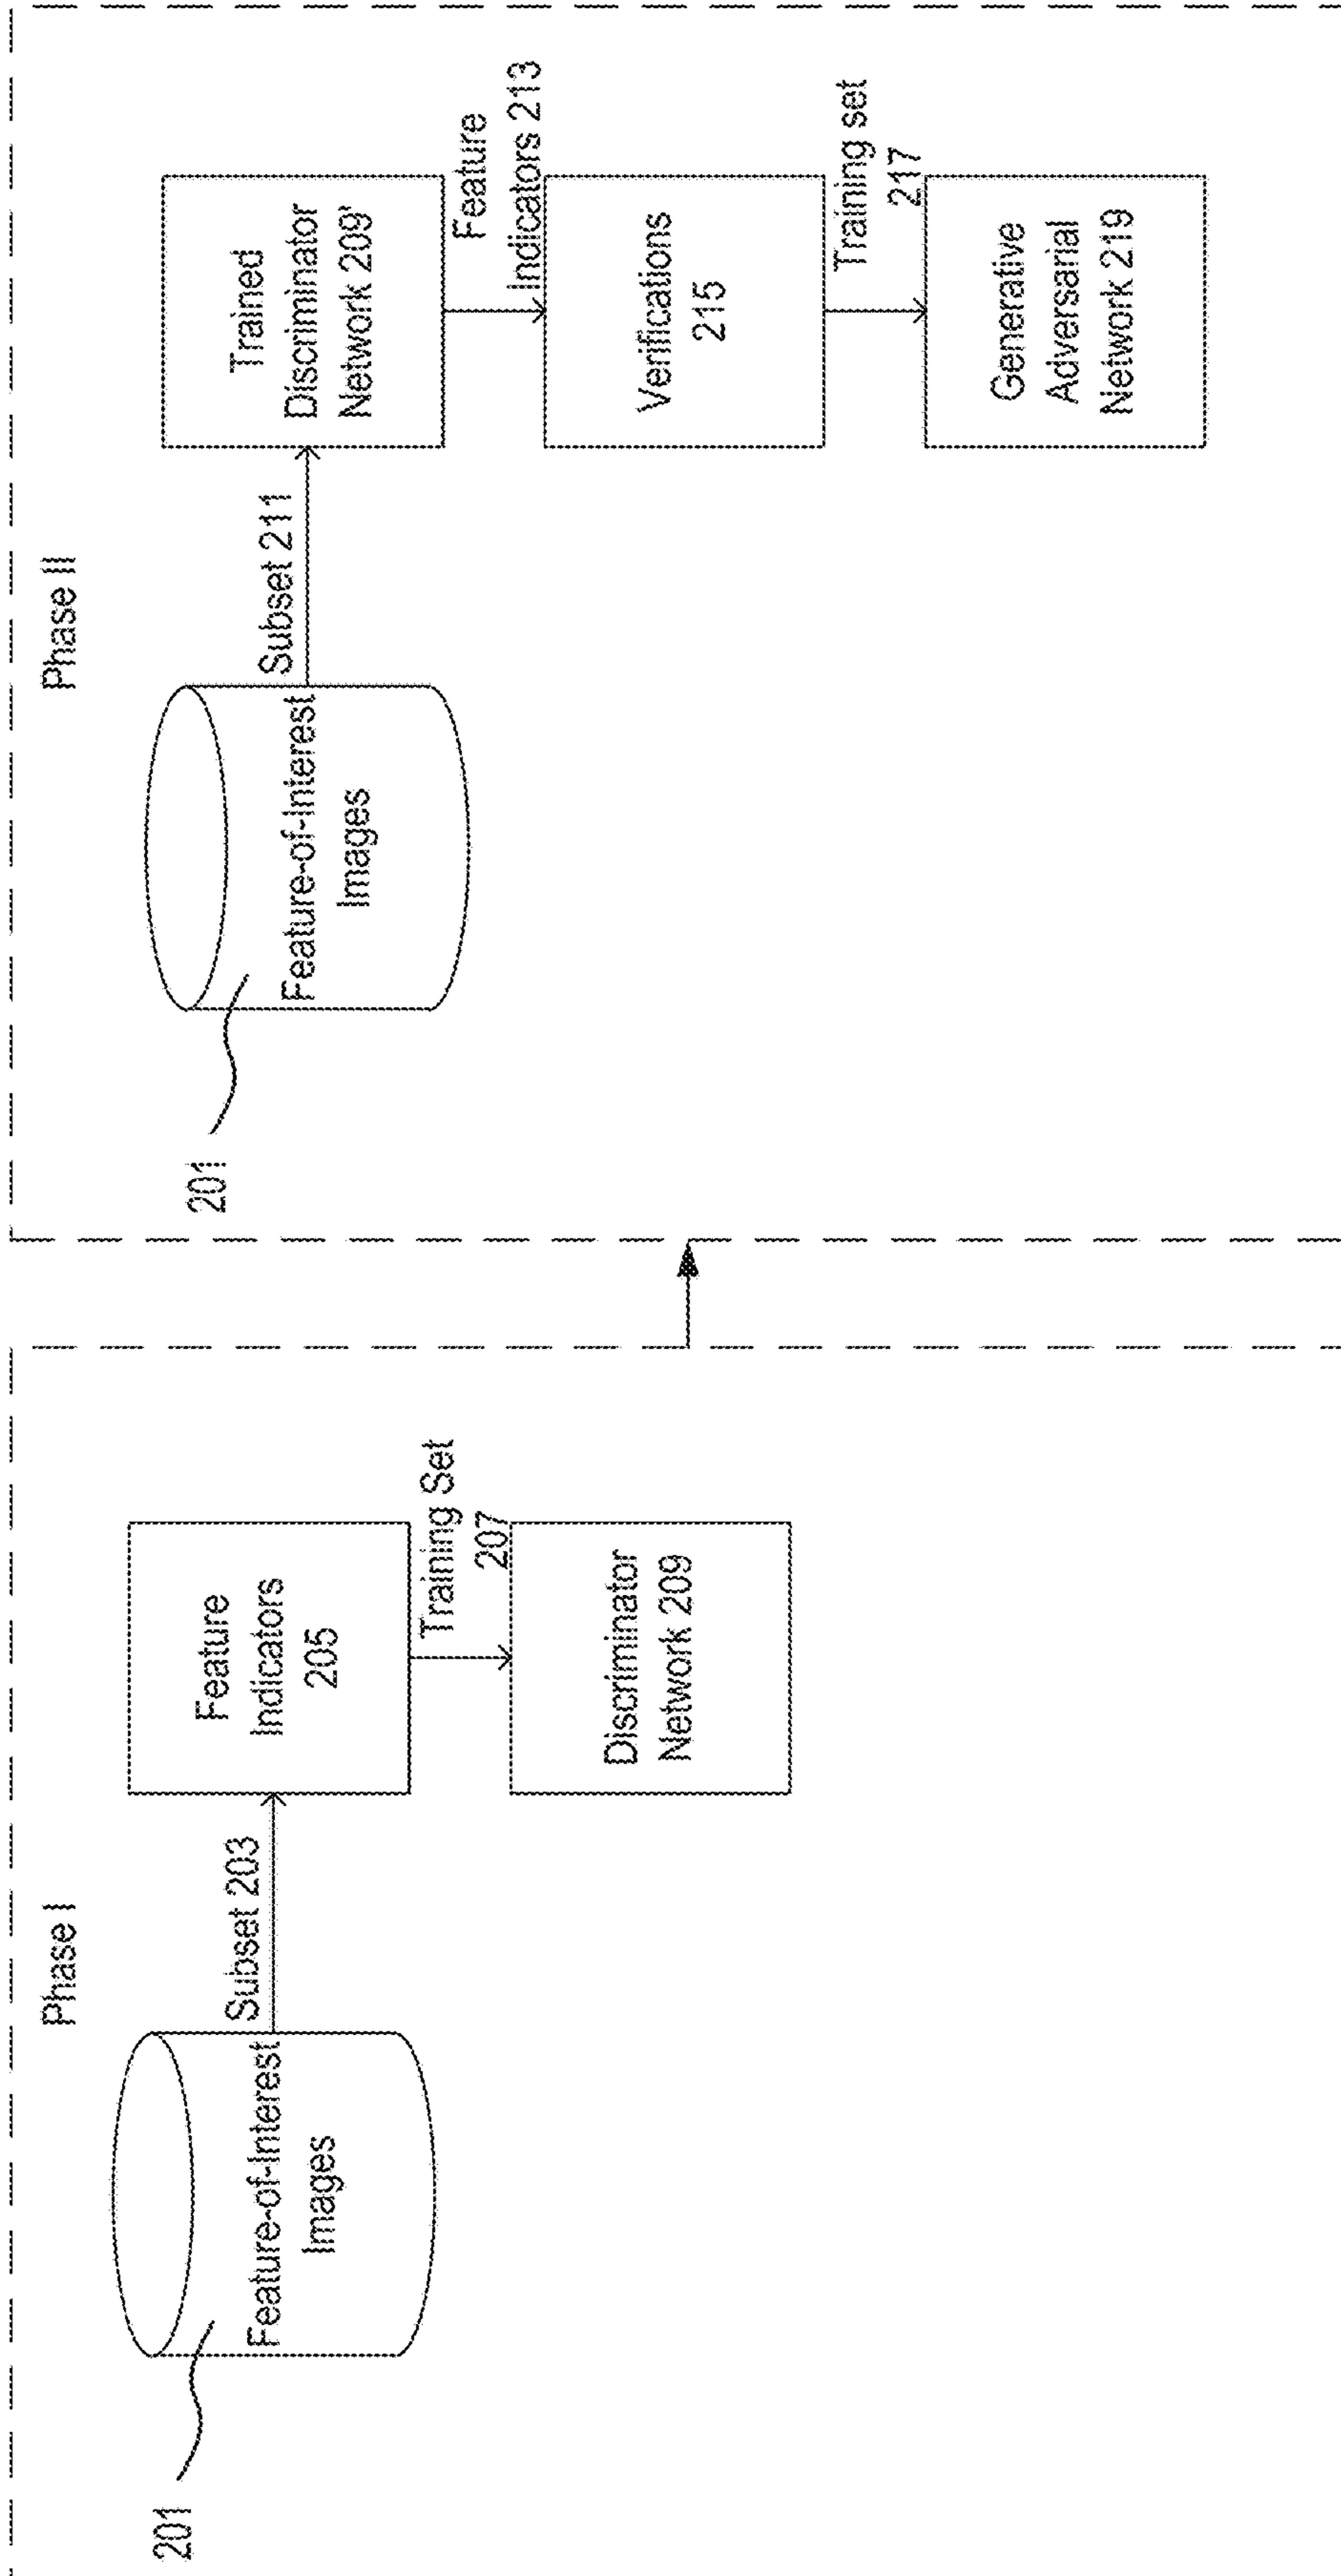 Phase I
201
Feature-of-Interest
Images
Subset 203
Feature
Indicators
205
Training Set
207
Discriminator
Network 209
Phase II
201
Feature-of-Interest
Images
Subset 211
Trained
Discriminator
Network 209'
Feature
Indicators 213
Verifications
215
Training set
217
Generative
Adversarial
Network 219